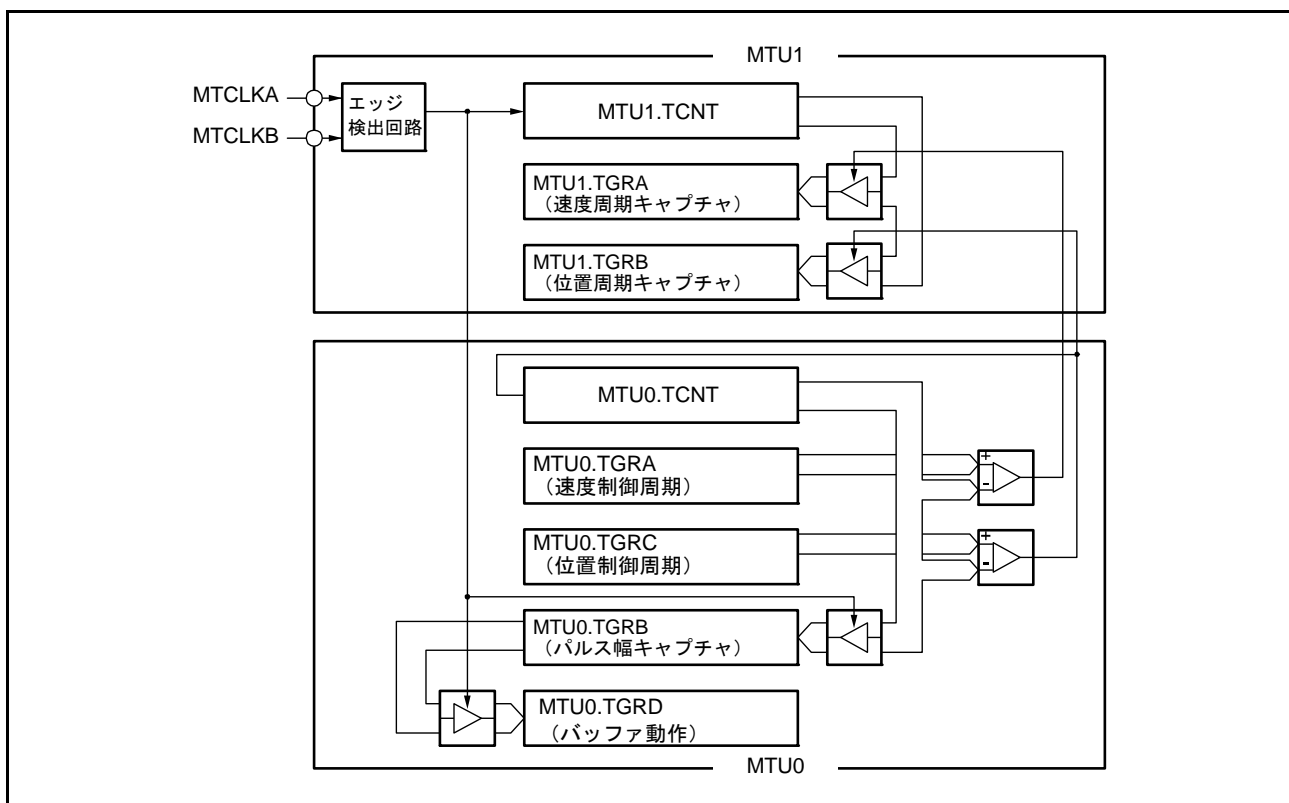 MTU1
MTCLKA
MTCLKB
エッジ
検出回路
MTU1.TCNT
MTU1.TGRA
（速度周期キャプチャ）
MTU1.TGRB
（位置周期キャプチャ）
MTU0.TCNT
MTU0.TGRA
（速度制御周期）
+
-
MTU0.TGRC
（位置制御周期）
+
-
MTU0.TGRB
（パルス幅キャプチャ）
MTU0.TGRD
（バッファ動作）
MTU0